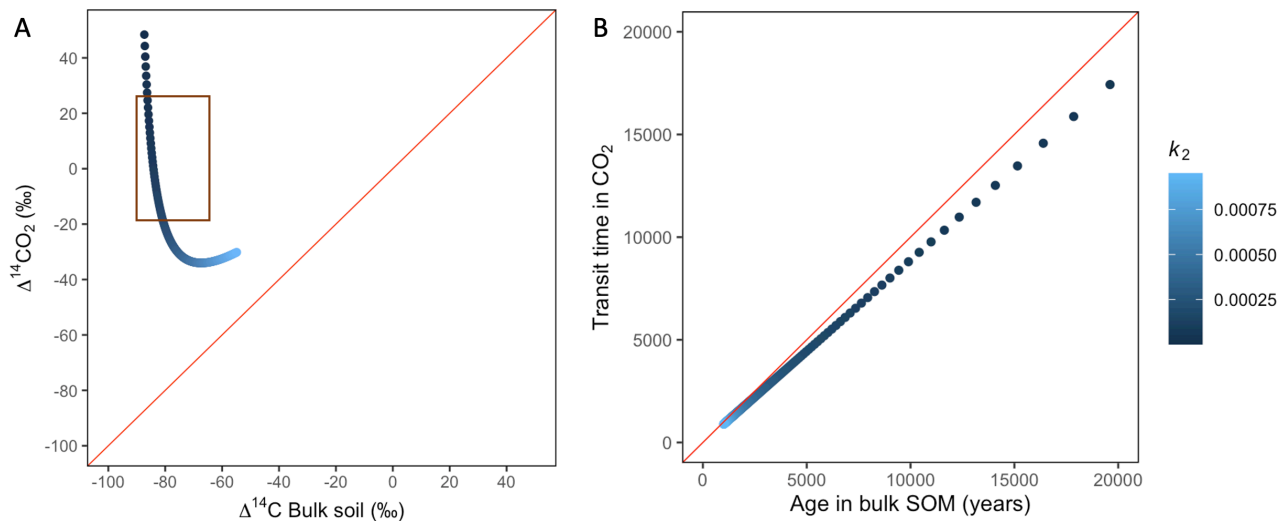 A
Δ¹⁴CO₂ (‰)
40
20
0
-20
-40
-60
-80
-100
-100 -80 -60 -40 -20 0 20 40
Δ¹⁴C Bulk soil (‰)
B
Transit time in CO₂
20000
15000
10000
5000
0
0 5000 10000 15000 20000
Age in bulk SOM (years)
k₂
0.00075
0.00050
0.00025